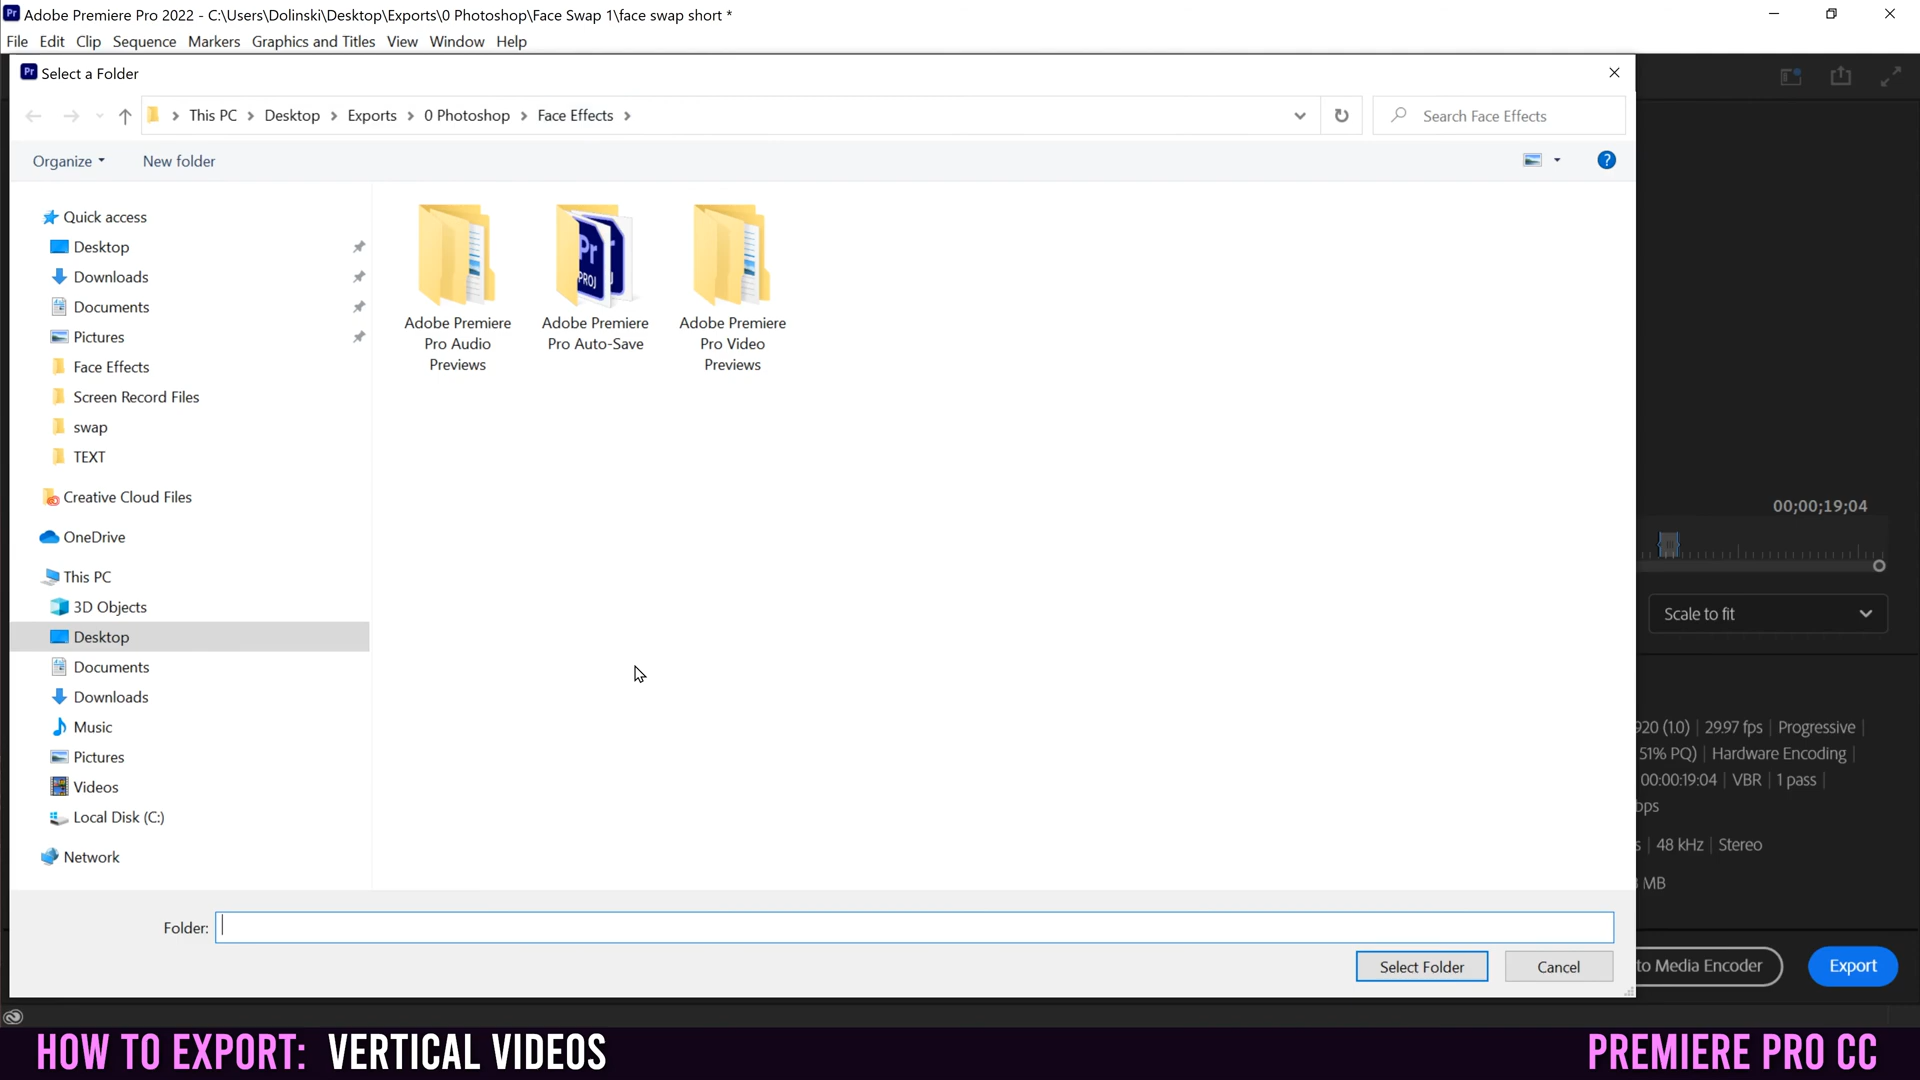 Adobe Premiere Pro 2022 - C:\Users\Dolinski\Desktop\Exports\0 Photoshop\Face Swap 1\face swap short *
File Edit Clip Sequence Markers Graphics and Titles View Window Help
Pr Select a Folder
This PC > Desktop > Exports > 0 Photoshop > Face Effects >
Search Face Effects
Organize
New folder
?
Quick access
Desktop
Downloads
Documents
Pictures
Face Effects
Screen Record Files
swap
TEXT
Creative Cloud Files
OneDrive
This PC
3D Objects
Desktop
Documents
Downloads
Music
Pictures
Videos
Local Disk (C:)
Network
Pr
PROJ
Adobe Premiere
Pro Audio
Previews
Adobe Premiere
Pro Auto-Save
Adobe Premiere
Pro Video
Previews
00;00;19;04
Scale to fit
920 (1.0) | 29.97 fps | Progressive |
51% PQ) | Hardware Encoding |
00:00:19:04 | VBR | 1 pass |
bps
s | 48 kHz | Stereo
MB
Folder:
Select Folder
Cancel
to Media Encoder
Export
HOW TO EXPORT: VERTICAL VIDEOS
PREMIERE PRO CC